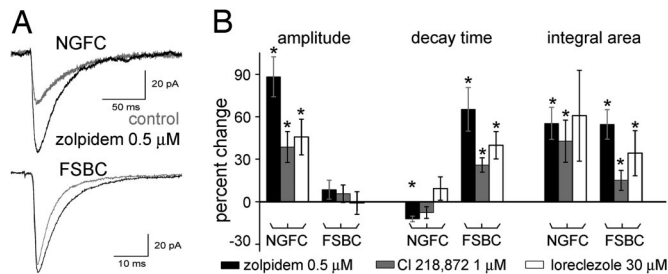 A
NGFC
20 pA
50 ms
control
zolpidem 0.5 μM
FSBC
20 pA
10 ms
B
amplitude
decay time
integral area
percent change
90
60
30
0
-30
* * *
* * * *
* * * * *
NGFC FSBC NGFC FSBC NGFC FSBC
zolpidem 0.5 μM Cl 218,872 1 μM loreclezole 30 μM